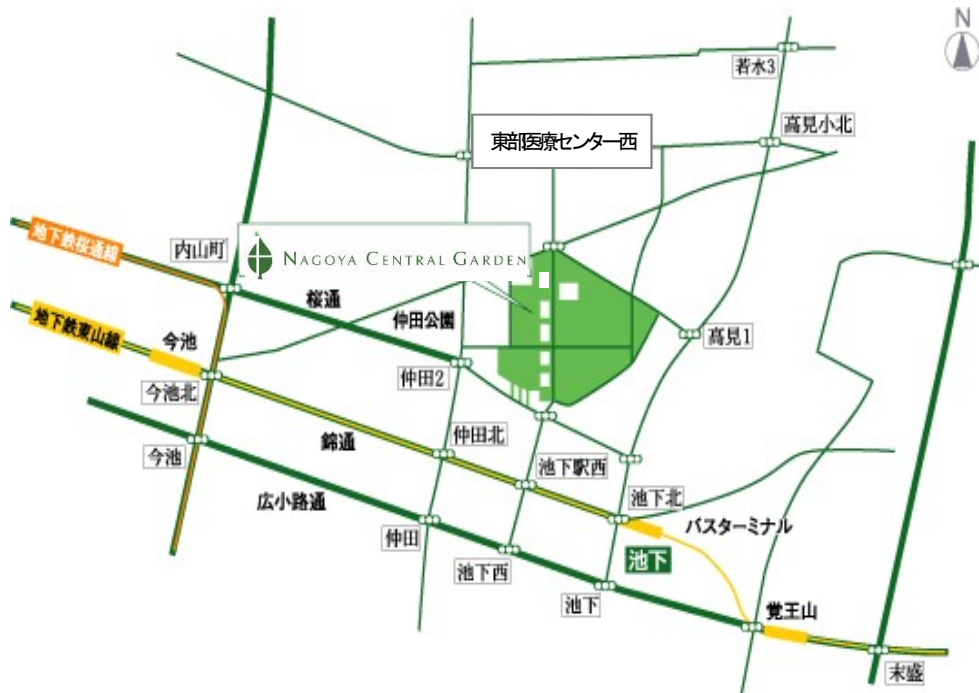 N
若水3
高見小北
東部医療センター西
地下鉄桜通線
内山町
NAGOYA CENTRAL GARDEN
桜通
仲田公園
高見1
地下鉄東山線
今池
今池北
仲田2
今池
錦通
仲田北
池下駅西
広小路通
池下北
バスターミナル
仲田
池下西
池下
池下
覚王山
末盛